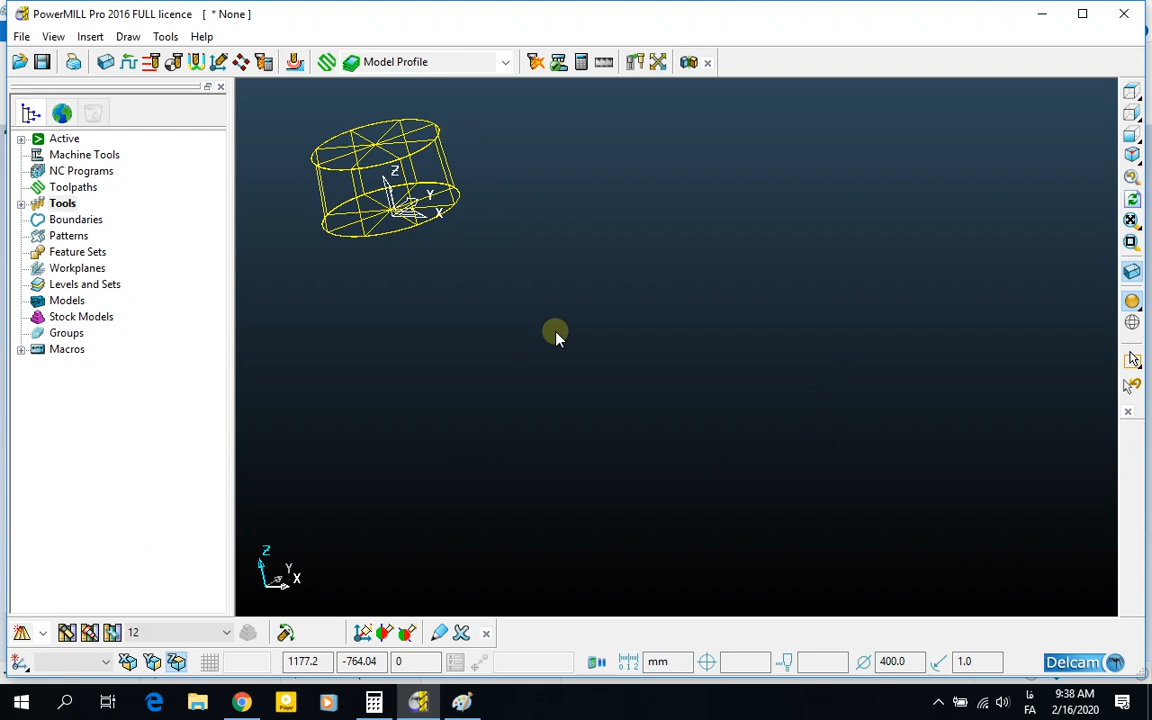 PowerMILL Pro 2016 FULL licence    [ * None ]
File View Insert Draw Tools Help
Model Profile
Active
Machine Tools
NC Programs
Toolpaths
Tools
Boundaries
Patterns
Feature Sets
Workplanes
Levels and Sets
Models
Stock Models
Groups
Macros
Z
Y
X
Z
Y
X
12
1177.2 -764.04 0 mm 400.0 1.0 Delcam
فا 9:38 AM
FA 2/16/2020